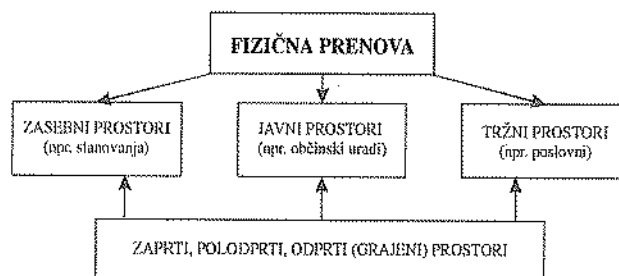 FIZIČNA PRENOVA
ZASEBNI PROSTORI
(npr. stanovanja)
JAVNI PROSTORI
(npr. občinski uradi)
TRŽNI PROSTORI
(npr. poslovni)
ZAPRTI, POLODPRTI, ODPRTI (GRAJENI) PROSTORI